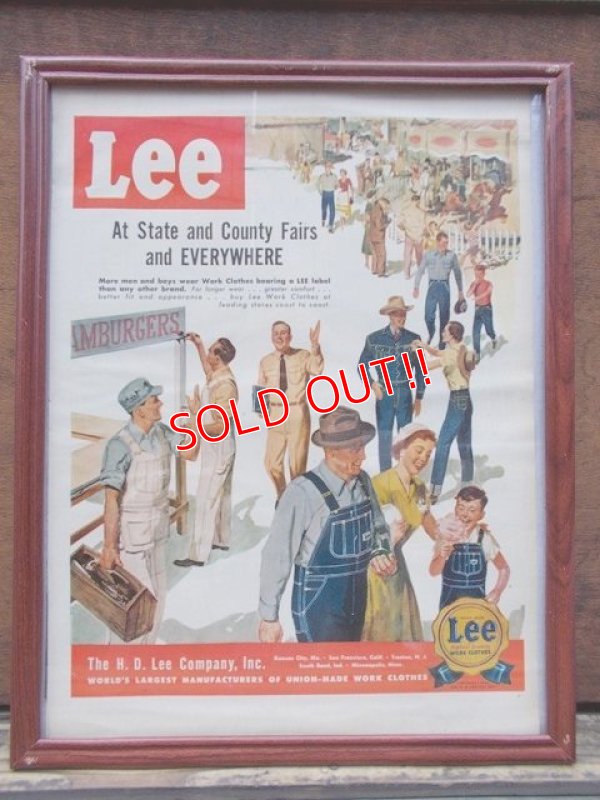 Lee
At State and County Fairs
and EVERYWHERE
More men and boys wear Work Clothes bearing a LEE label
than any other brand. For longer wear . . . greater comfort . . .
better fit and appearance . . . buy Lee Work Clothes at
leading stores coast to coast.
AMBURGERS
SOLD OUT!!
Lee
WORK CLOTHES
The H. D. Lee Company, Inc.
Kansas City, Mo. • San Francisco, Calif. • Trenton, N. J.
South Bend, Ind. • Minneapolis, Minn.
WORLD'S LARGEST MANUFACTURERS OF UNION-MADE WORK CLOTHES